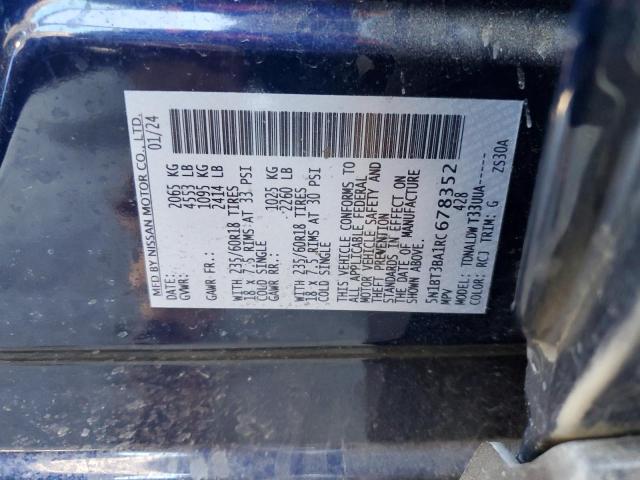 MFD BY NISSAN MOTOR CO., LTD.
01/24
GVWR: 2065 KG
4553 LB
GAWR FR.: 1095 KG
2414 LB
WITH 235/60R18 TIRES
18 X 7.5 RIMS AT 33 PSI
COLD SINGLE
GAWR RR.: 1025 KG
2260 LB
WITH 235/60R18 TIRES
18 X 7.5 RIMS AT 30 PSI
COLD SINGLE
THIS VEHICLE CONFORMS TO
ALL APPLICABLE FEDERAL
MOTOR VEHICLE SAFETY AND
THEFT PREVENTION
STANDARDS IN EFFECT ON
THE DATE OF MANUFACTURE
SHOWN ABOVE.
5N1BT3BA1RC678352
MPV 428
MODEL: TDNALDW T33UUA-----
COLOR: RCJ TRIM: G ZS30A